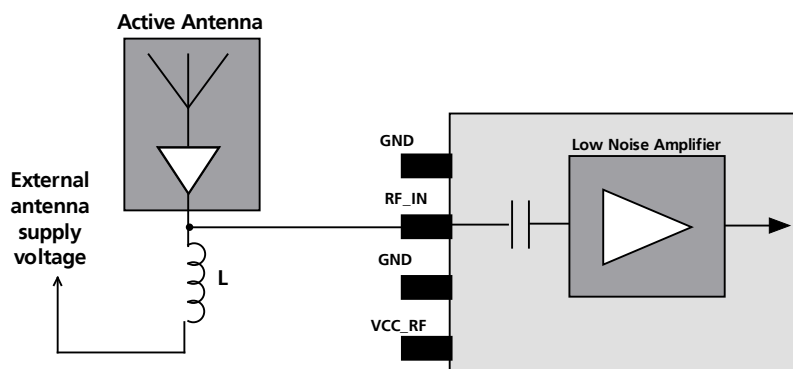 Active Antenna
GND
Low Noise Amplifier
External
antenna
supply
voltage
RF_IN
GND
L
VCC_RF